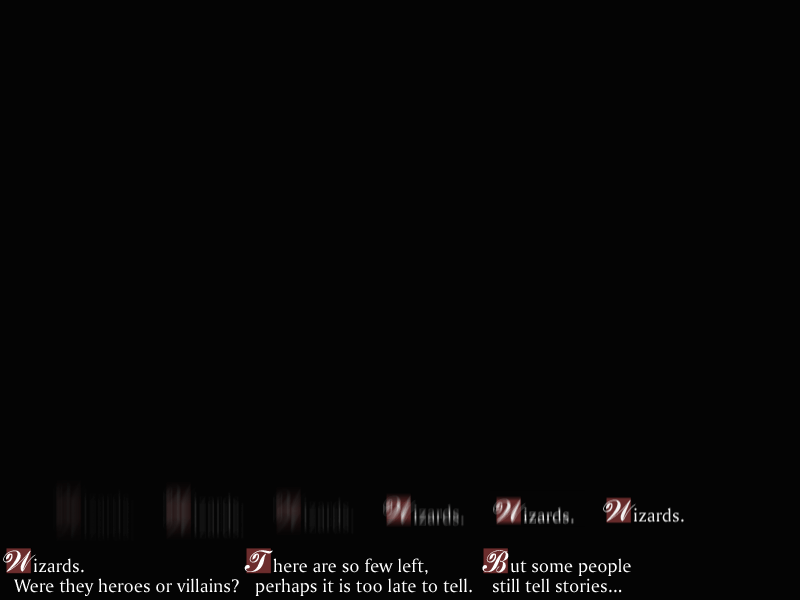 Wizards. Wizards. Wizards.
Wizards. There are so few left, But some people
Were they heroes or villains? perhaps it is too late to tell. still tell stories...